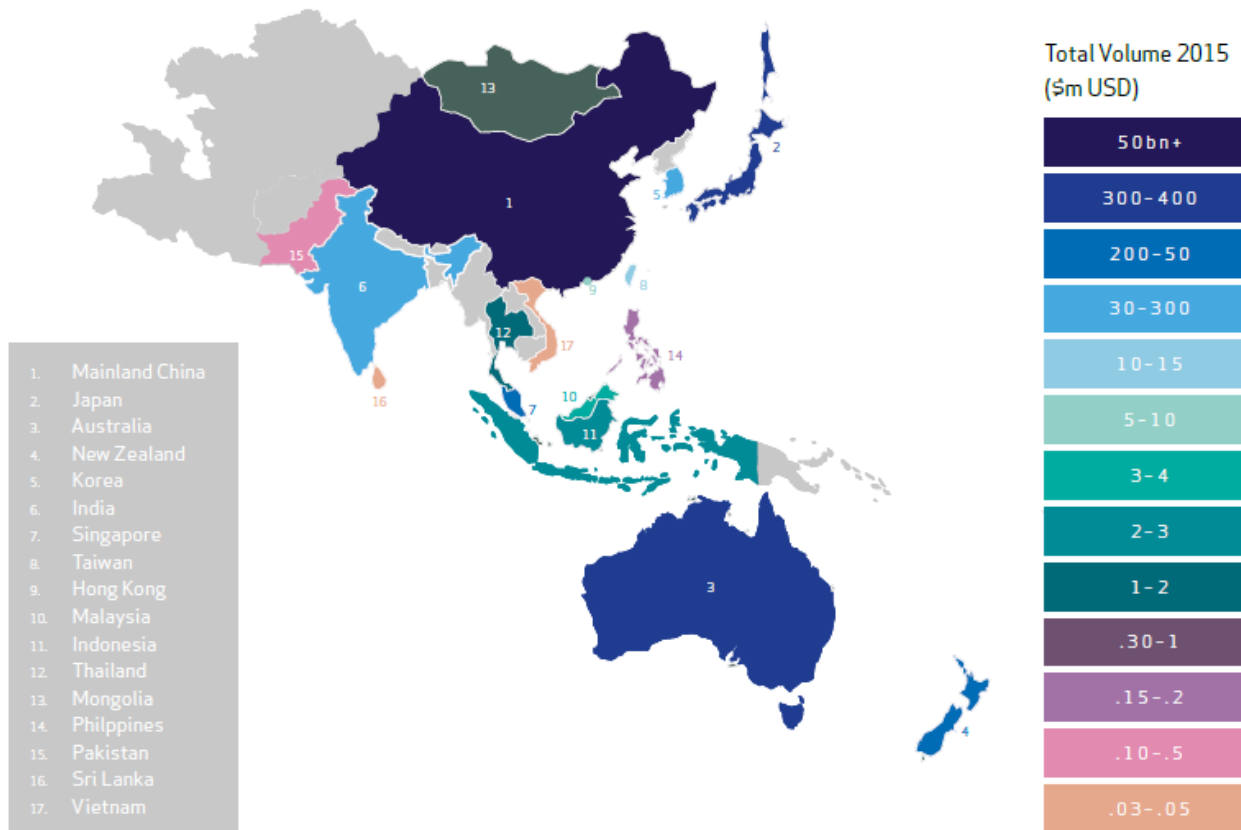 13
2
1
5
15
6
9
8
12
17
14
16
10
7
11
3
4
1. Mainland China
2. Japan
3. Australia
4. New Zealand
5. Korea
6. India
7. Singapore
8. Taiwan
9. Hong Kong
10. Malaysia
11. Indonesia
12. Thailand
13. Mongolia
14. Philppines
15. Pakistan
16. Sri Lanka
17. Vietnam
Total Volume 2015
($m USD)
50bn+
300-400
200-50
30-300
10-15
5-10
3-4
2-3
1-2
.30-1
.15-.2
.10-.5
.03-.05